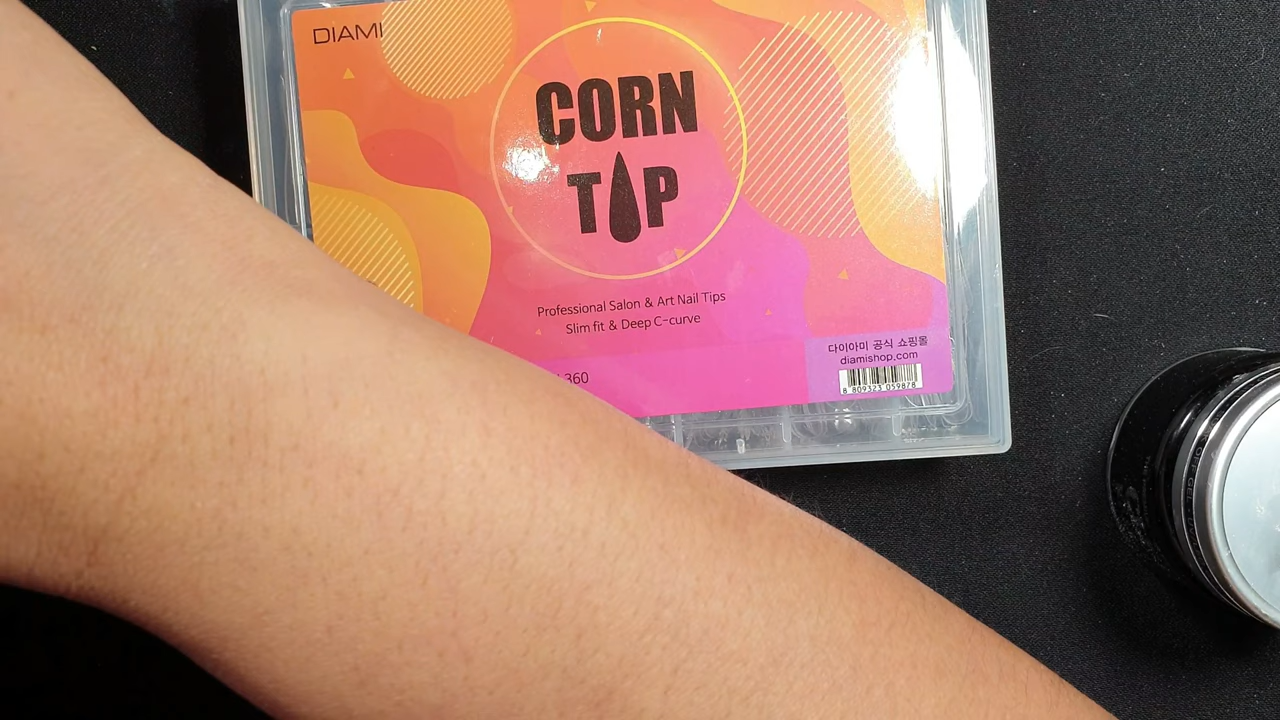 DIAMI
CORN
TIP
Professional Salon & Art Nail Tips
Slim fit & Deep C-curve
360
다이아미 공식 쇼핑몰
diamishop.com
8 809323 059878